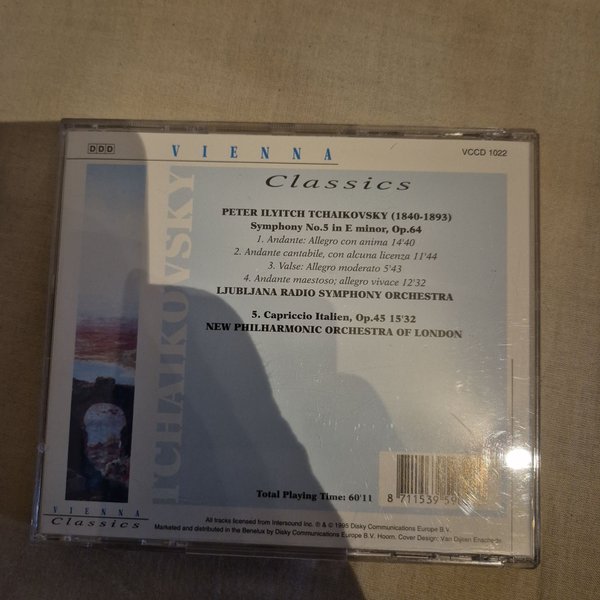 DDD
VIENNA
VCCD 1022
Classics
TCHAIKOVSKY
PETER ILYITCH TCHAIKOVSKY (1840-1893)
Symphony No.5 in E minor, Op.64
1. Andante: Allegro con anima 14'40
2. Andante cantabile, con alcuna licenza 11'44
3. Valse: Allegro moderato 5'43
4. Andante maestoso; allegro vivace 12'32
LJUBLJANA RADIO SYMPHONY ORCHESTRA
5. Capriccio Italien, Op.45 15'32
NEW PHILHARMONIC ORCHESTRA OF LONDON
Total Playing Time: 60'11
8 711539
VIENNA
Classics
All tracks licensed from Intersound Inc. ℗ & © 1995 Disky Communications Europe B.V.
Marketed and distributed in the Benelux by Disky Communications Europe B.V. Hoorn. Cover Design: Van Dijken Enschede